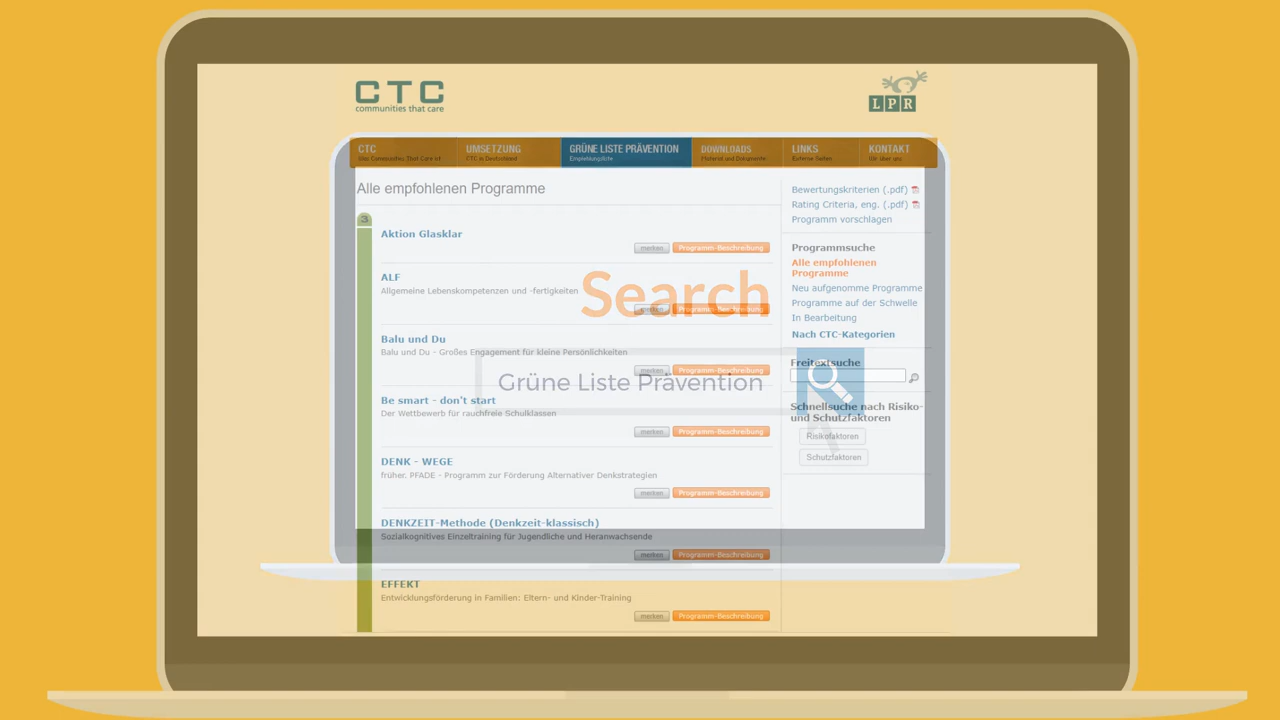 CTC
communities that care
LPR
CTC
Was Communities That Care ist
UMSETZUNG
CTC in Deutschland
GRÜNE LISTE PRÄVENTION
Empfehlungsliste
DOWNLOADS
Material und Dokumente
LINKS
Externe Seiten
KONTAKT
Wir über uns
Alle empfohlenen Programme
3
Aktion Glasklar
merken
Programm-Beschreibung
ALF
Allgemeine Lebenskompetenzen und -fertigkeiten
merken
Programm-Beschreibung
Balu und Du
Balu und Du - Großes Engagement für kleine Persönlichkeiten
merken
Programm-Beschreibung
Be smart - don't start
Der Wettbewerb für rauchfreie Schulklassen
merken
Programm-Beschreibung
DENK - WEGE
früher. PFADE - Programm zur Förderung Alternativer Denkstrategien
merken
Programm-Beschreibung
DENKZEIT-Methode (Denkzeit-klassisch)
Sozialkognitives Einzeltraining für Jugendliche und Heranwachsende
merken
Programm-Beschreibung
EFFEKT
Entwicklungsförderung in Familien: Eltern- und Kinder-Training
merken
Programm-Beschreibung
Search
Grüne Liste Prävention
Bewertungskriterien (.pdf)
Rating Criteria, eng. (.pdf)
Programm vorschlagen
Programmsuche
Alle empfohlenen
Programme
Neu aufgenomme Programme
Programme auf der Schwelle
In Bearbeitung
Nach CTC-Kategorien
Freitextsuche
Schnellsuche nach Risiko-
und Schutzfaktoren
Risikofaktoren
Schutzfaktoren